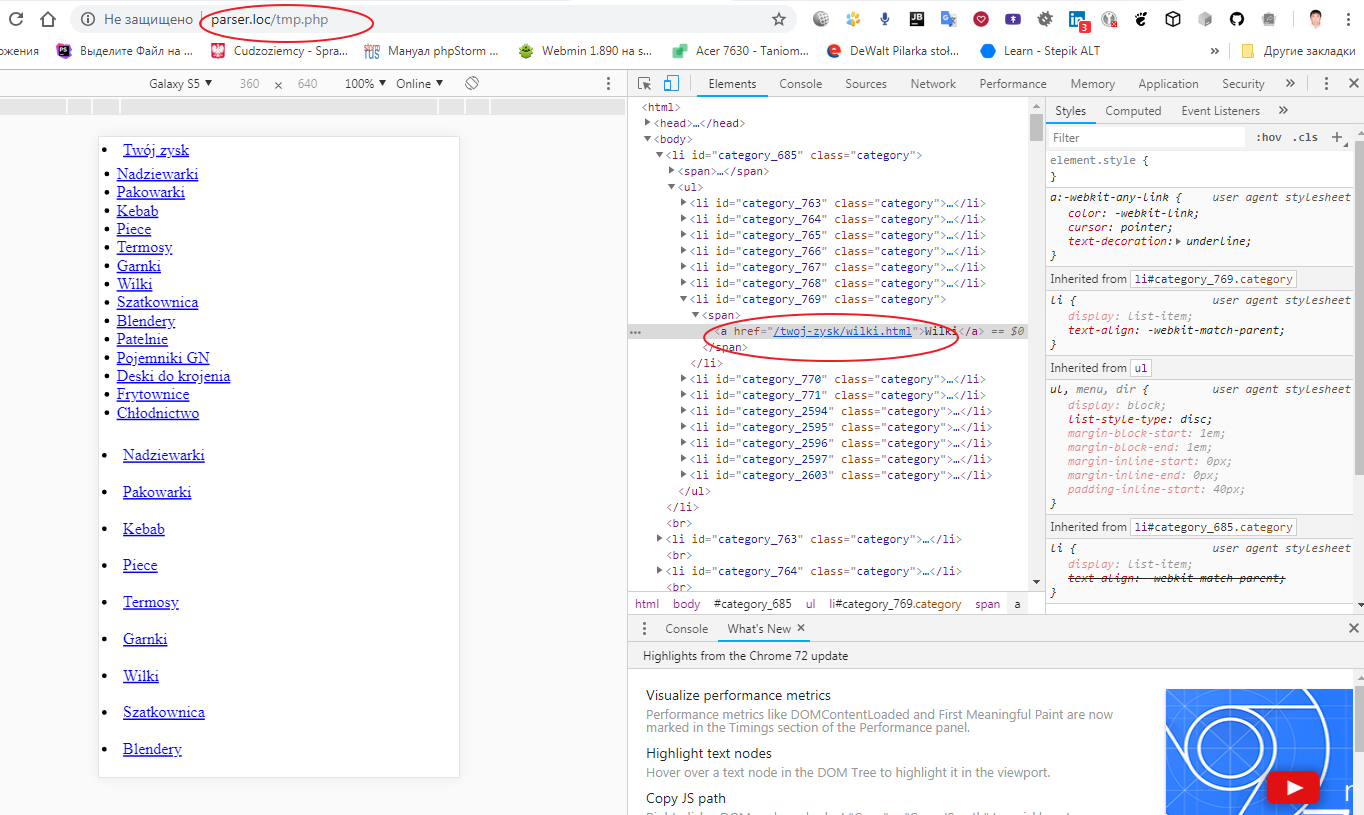 Не защищено | parser.loc/tmp.php
3
ожения
Выделите Файл на ...
Cudzoziemcy - Spra...
Мануал phpStorm ...
Webmin 1.890 на s...
Acer 7630 - Taniom...
DeWalt Pilarka stoł...
Learn - Stepik ALT
»
Другие закладки
Galaxy S5 ▼ 360 x 640 100% ▼ Online ▼
Elements Console Sources Network Performance Memory Application Security »
Twój zysk
Nadziewarki
Pakowarki
Kebab
Piece
Termosy
Garnki
Wilki
Szatkownica
Blendery
Patelnie
Pojemniki GN
Deski do krojenia
Frytownice
Chłodnictwo
Nadziewarki
Pakowarki
Kebab
Piece
Termosy
Garnki
Wilki
Szatkownica
Blendery
<html>
▶<head>…</head>
▼<body>
▼<li id="category_685" class="category">
▶<span>…</span>
▼<ul>
▶<li id="category_763" class="category">…</li>
▶<li id="category_764" class="category">…</li>
▶<li id="category_765" class="category">…</li>
▶<li id="category_766" class="category">…</li>
▶<li id="category_767" class="category">…</li>
▶<li id="category_768" class="category">…</li>
▼<li id="category_769" class="category">
▼<span>
<a href="/twoj-zysk/wilki.html">Wilki</a> == $0
</span>
</li>
▶<li id="category_770" class="category">…</li>
▶<li id="category_771" class="category">…</li>
▶<li id="category_2594" class="category">…</li>
▶<li id="category_2595" class="category">…</li>
▶<li id="category_2596" class="category">…</li>
▶<li id="category_2597" class="category">…</li>
▶<li id="category_2603" class="category">…</li>
</ul>
</li>
<br>
▶<li id="category_763" class="category">…</li>
<br>
▶<li id="category_764" class="category">…</li>
<br>
html body #category_685 ul li#category_769.category span a
Styles Computed Event Listeners »
Filter :hov .cls +
element.style {
}
a:-webkit-any-link { user agent stylesheet
color: -webkit-link;
cursor: pointer;
text-decoration:▶ underline;
}
Inherited from li#category_769.category
li { user agent stylesheet
display: list-item;
text-align: -webkit-match-parent;
}
Inherited from ul
ul, menu, dir { user agent stylesheet
display: block;
list-style-type: disc;
margin-block-start: 1em;
margin-block-end: 1em;
margin-inline-start: 0px;
margin-inline-end: 0px;
padding-inline-start: 40px;
}
Inherited from li#category_685.category
li { user agent stylesheet
display: list-item;
text-align: -webkit-match-parent;
}
Console What's New ×
Highlights from the Chrome 72 update
Visualize performance metrics
Performance metrics like DOMContentLoaded and First Meaningful Paint are now
marked in the Timings section of the Performance panel.
Highlight text nodes
Hover over a text node in the DOM Tree to highlight it in the viewport.
Copy JS path